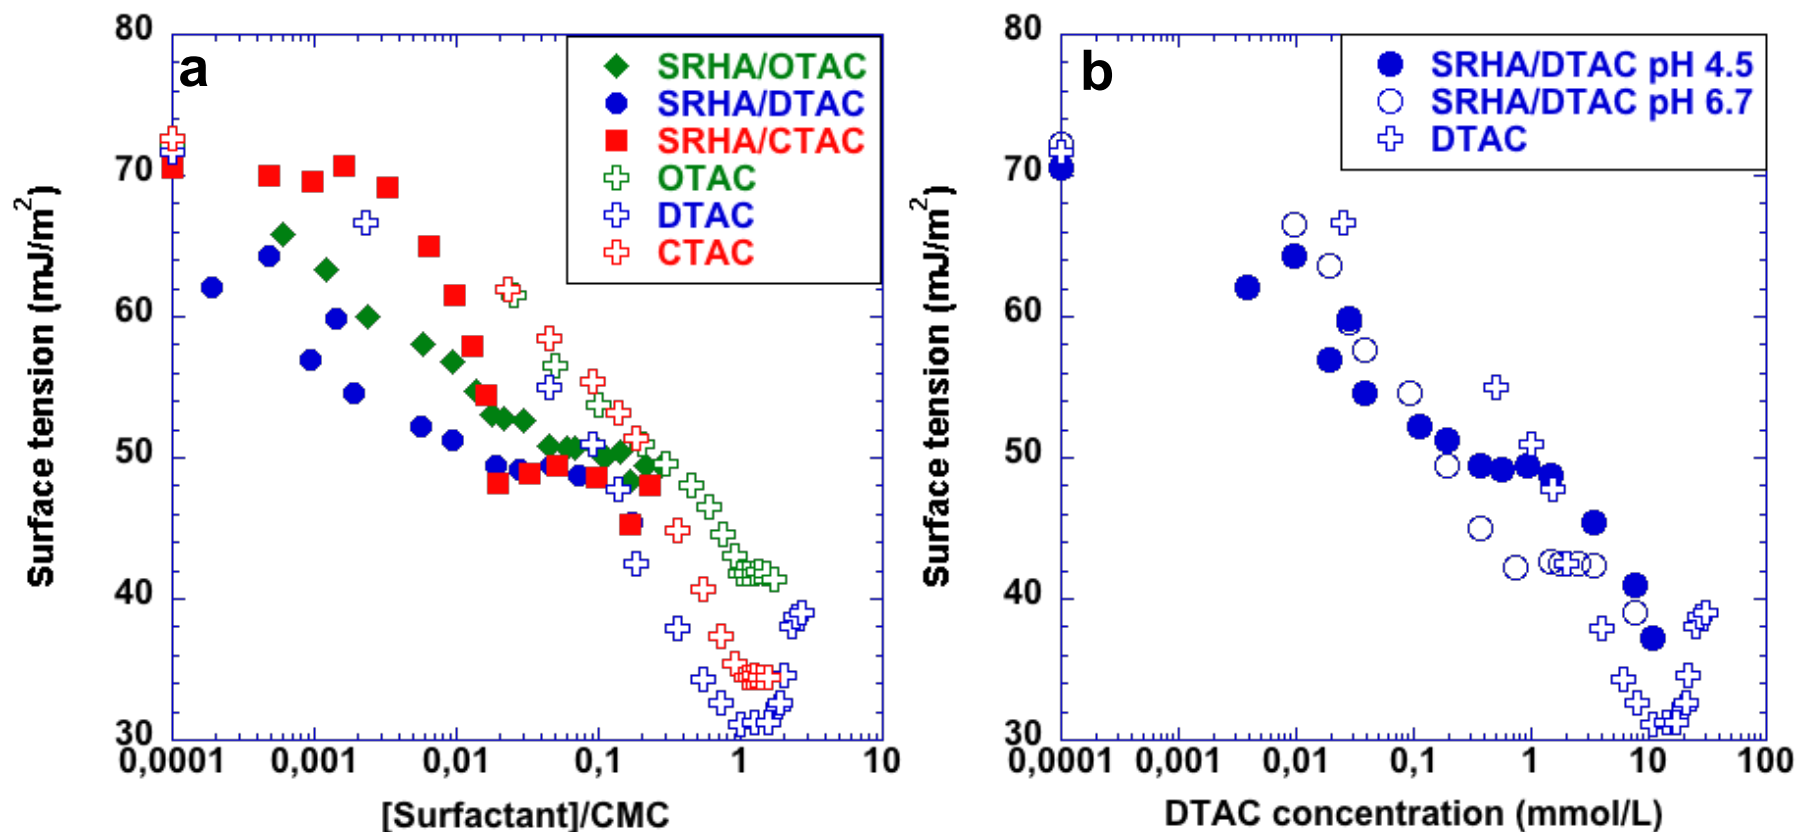 a
80
70
60
50
40
30
Surface tension (mJ/m²)
SRHA/OTAC
SRHA/DTAC
SRHA/CTAC
OTAC
DTAC
CTAC
0,0001 0,001 0,01 0,1 1 10
[Surfactant]/CMC
b
80
70
60
50
40
30
Surface tension (mJ/m²)
SRHA/DTAC pH 4.5
SRHA/DTAC pH 6.7
DTAC
0,0001 0,001 0,01 0,1 1 10 100
DTAC concentration (mmol/L)